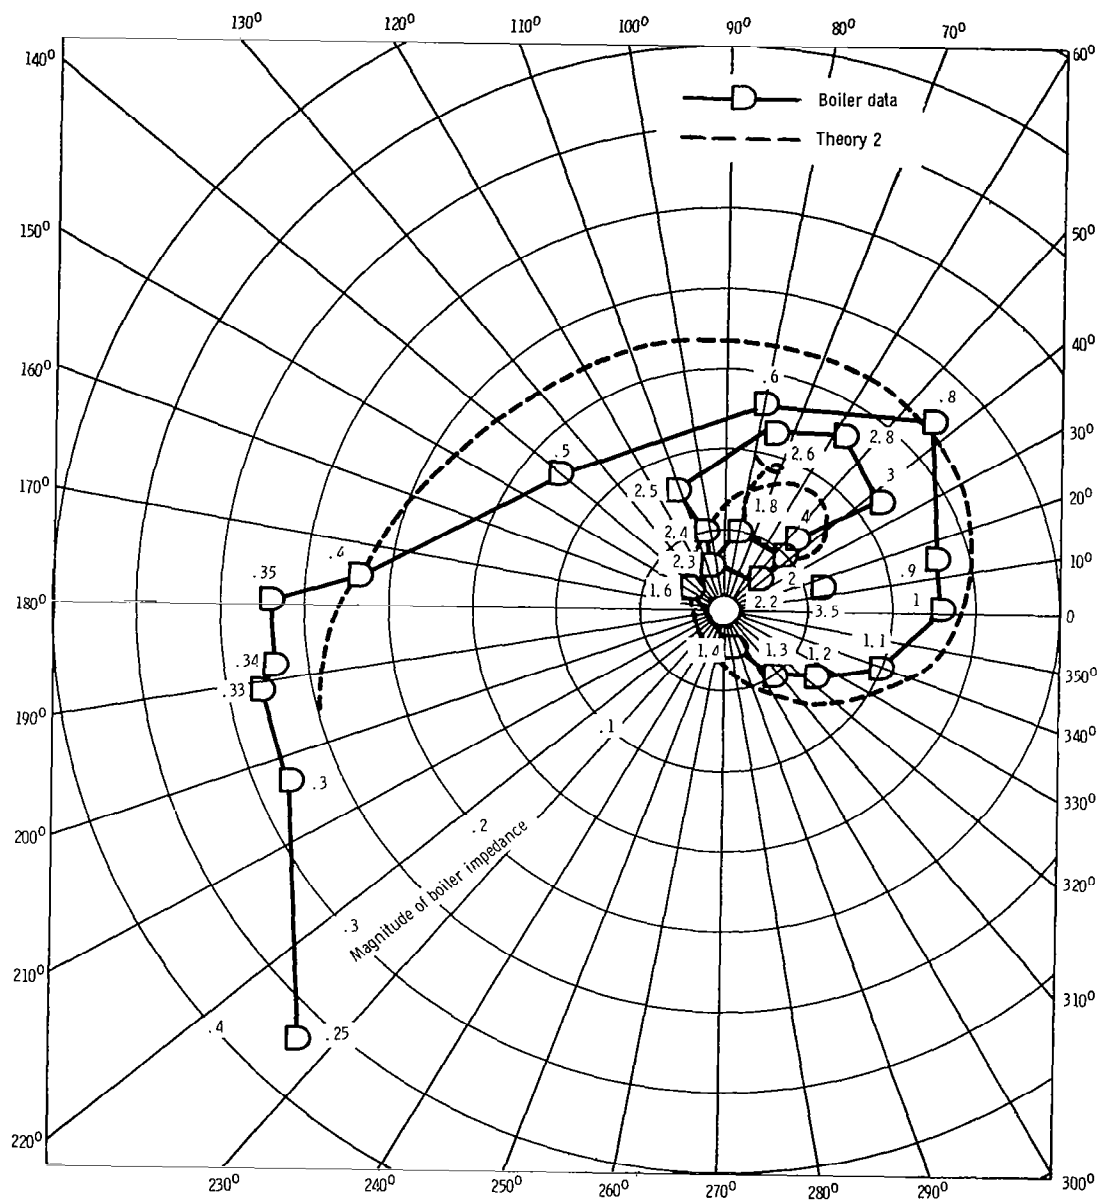 130⁰ 120⁰ 110⁰ 100⁰ 90⁰ 80⁰ 70⁰
140⁰ 60⁰
Boiler data
Theory 2
150⁰ 50⁰
160⁰ 40⁰
.6
.8
30⁰
2.8
.5 2.6
170⁰ 2.5 3 20⁰
1.8
4
2.4
.4 2.3 10⁰
.35 .9
1.6 2
180⁰ 2.2 3.5 1 0
1.4 1.3 1.2 1.1
.34 350⁰
.33
190⁰ .1 340⁰
.3 330⁰
200⁰ .2
Magnitude of boiler impedance
320⁰
.3
210⁰ 310⁰
.4 .25
220⁰
230⁰ 240⁰ 250⁰ 260⁰ 270⁰ 280⁰ 290⁰ 300⁰